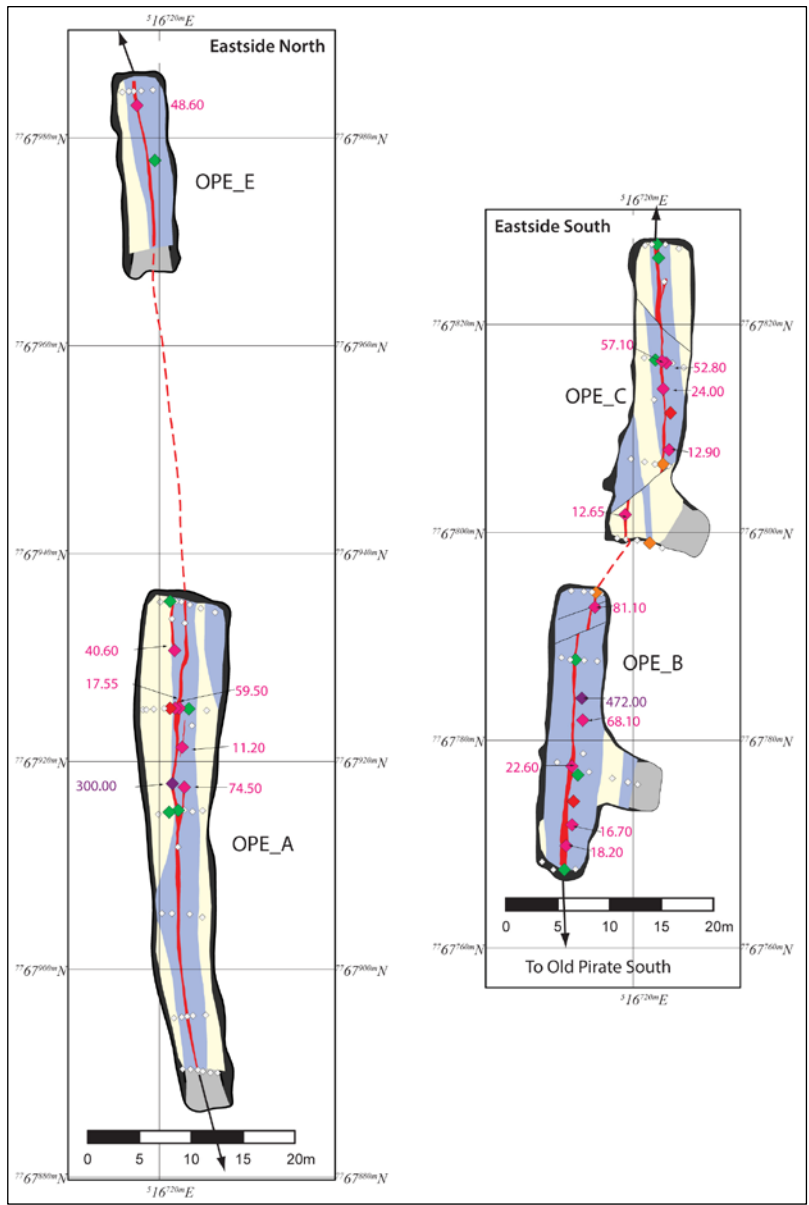 516720mE
Eastside North
48.60
7767980mN
7767980mN
OPE_E
7767960mN
7767960mN
7767940mN
7767940mN
40.60
17.55
59.50
11.20
7767920mN
7767920mN
300.00
74.50
OPE_A
7767900mN
7767900mN
0 5 10 15 20m
7767880mN
7767880mN
516720mE
516720mE
Eastside South
7767820mN
7767820mN
57.10
52.80
OPE_C
24.00
12.90
12.65
7767800mN
7767800mN
81.10
OPE_B
472.00
68.10
7767780mN
7767780mN
22.60
16.70
18.20
0 5 10 15 20m
7767760mN
7767760mN
To Old Pirate South
516720mE